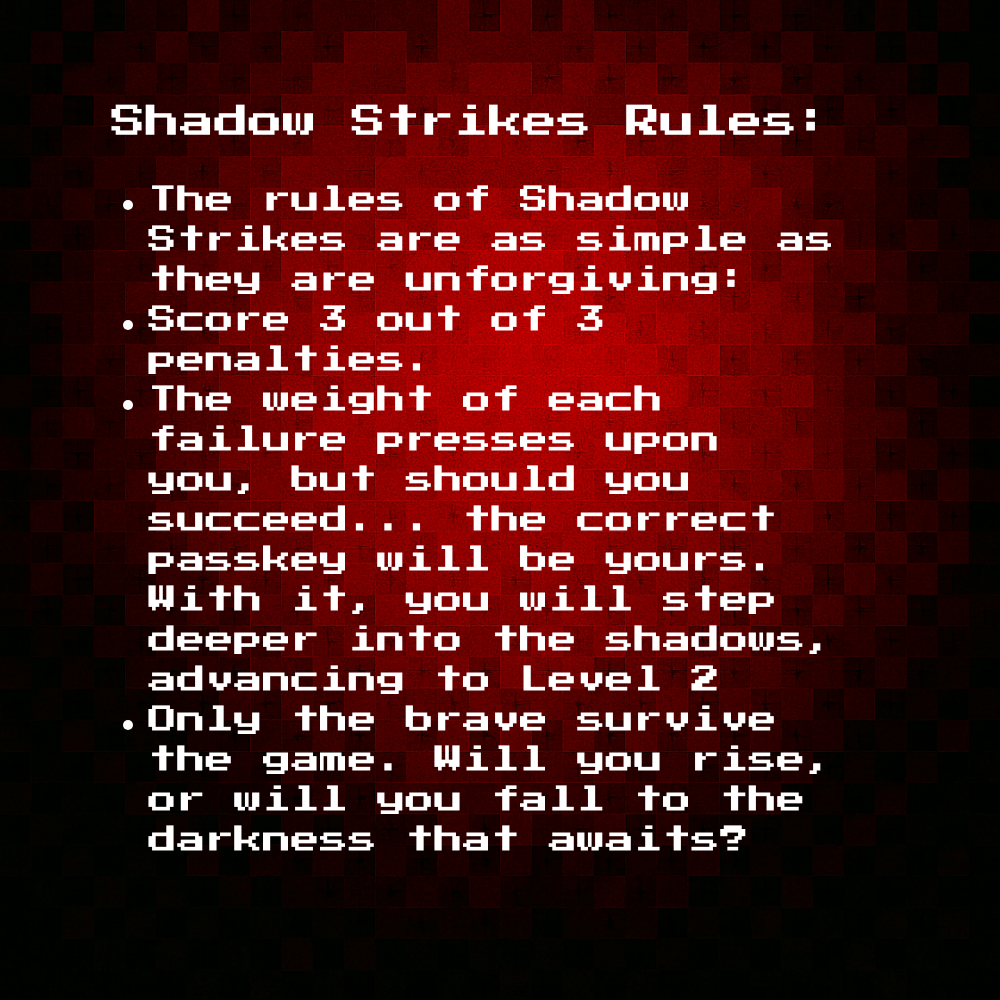 Shadow Strikes Rules:
• The rules of Shadow
Strikes are as simple as
they are unforgiving:
• Score 3 out of 3
penalties.
• The weight of each
failure presses upon
you, but should you
succeed... the correct
passkey will be yours.
With it, you will step
deeper into the shadows,
advancing to Level 2
• Only the brave survive
the game. Will you rise,
or will you fall to the
darkness that awaits?